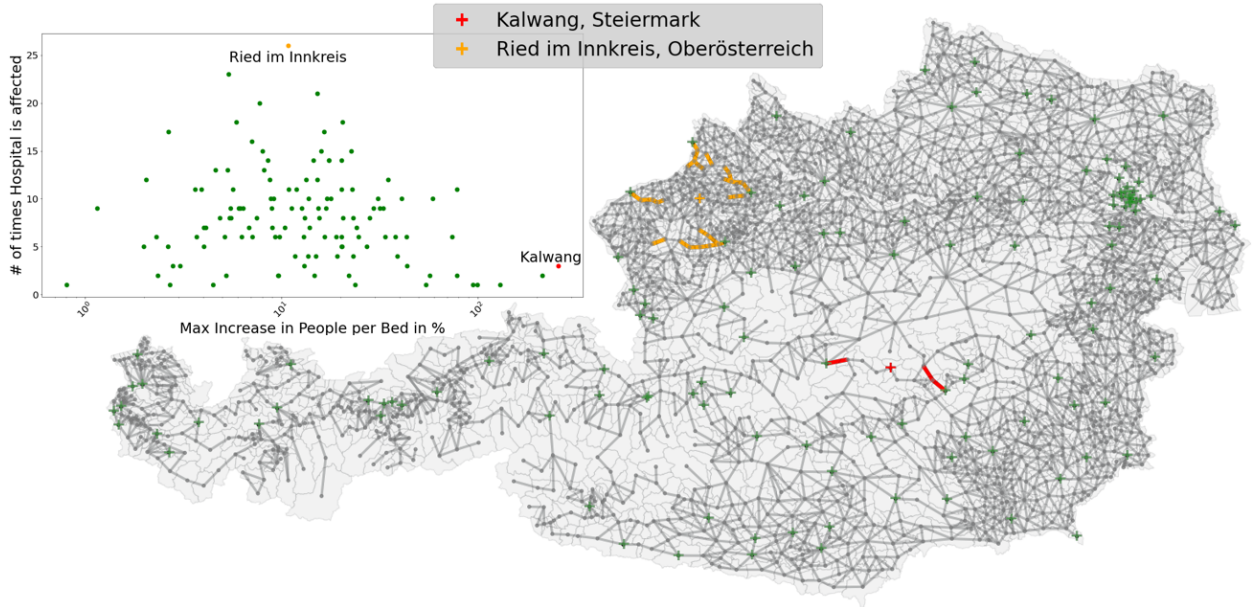 Kalwang, Steiermark
Ried im Innkreis, Oberösterreich
# of times Hospital is affected
25
20
15
10
5
0
Ried im Innkreis
Kalwang
10⁰
10¹
10²
Max Increase in People per Bed in %